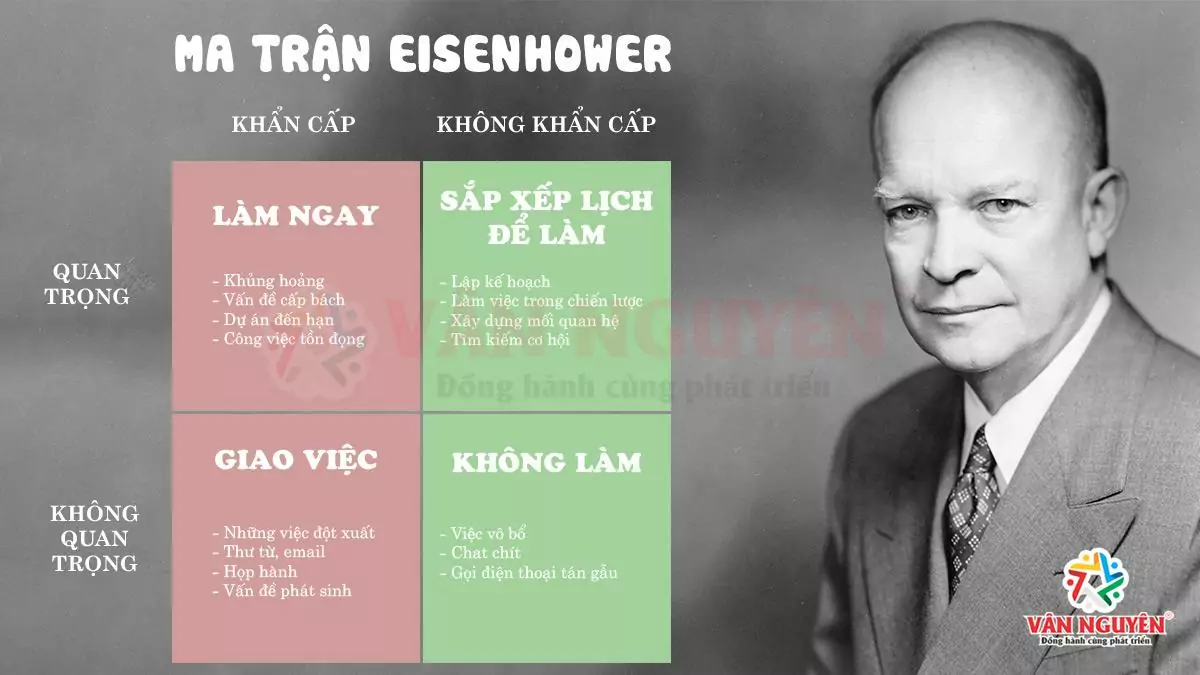 MA TRẬN EISENHOWER
KHẨN CẤP
KHÔNG KHẨN CẤP
QUAN
TRỌNG
LÀM NGAY
- Khủng hoảng
- Vấn đề cấp bách
- Dự án đến hạn
- Công việc tồn đọng
SẮP XẾP LỊCH
ĐỂ LÀM
- Lập kế hoạch
- Làm việc trong chiến lược
- Xây dựng mối quan hệ
- Tìm kiếm cơ hội
VÂN NGUYÊN
Đồng hành cùng phát triển
KHÔNG
QUAN
TRỌNG
GIAO VIỆC
- Những việc đột xuất
- Thư từ, email
- Họp hành
- Vấn đề phát sinh
KHÔNG LÀM
- Việc vô bổ
- Chat chít
- Gọi điện thoại tán gẫu
VÂN NGUYÊN®
Đồng hành cùng phát triển